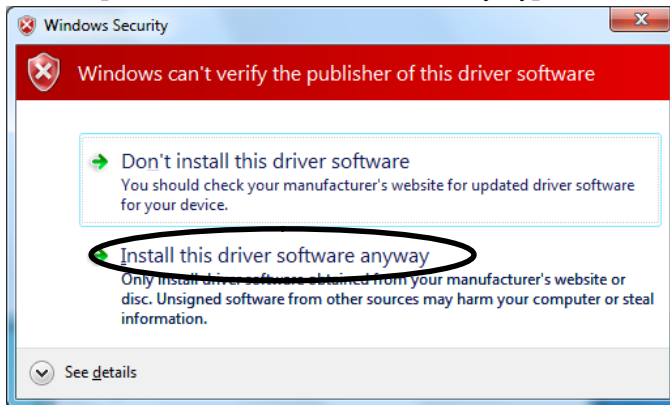 Windows Security
Windows can't verify the publisher of this driver software
Don't install this driver software
You should check your manufacturer's website for updated driver software
for your device.
Install this driver software anyway
Only install driver software obtained from your manufacturer's website or
disc. Unsigned software from other sources may harm your computer or steal
information.
See details